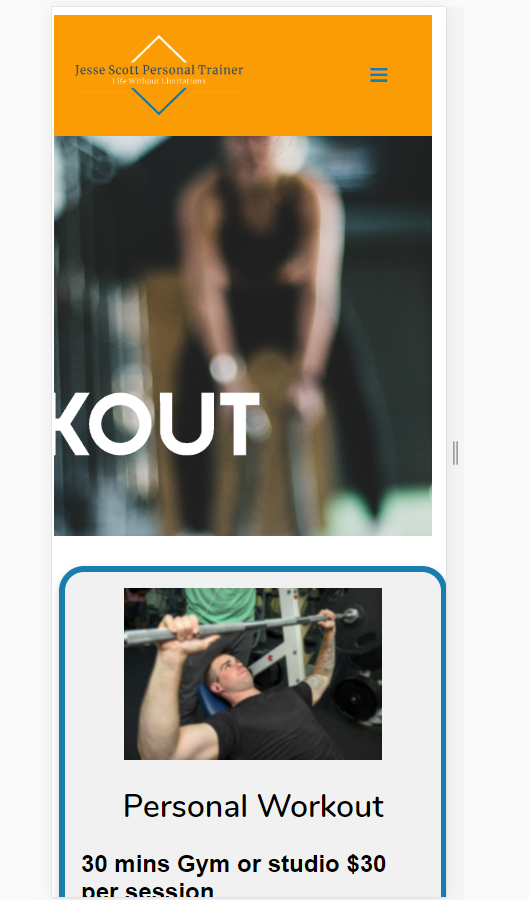 Jesse Scott Personal Trainer
Life Without Limitations
KOUT
Personal Workout
30 mins Gym or studio $30
per session